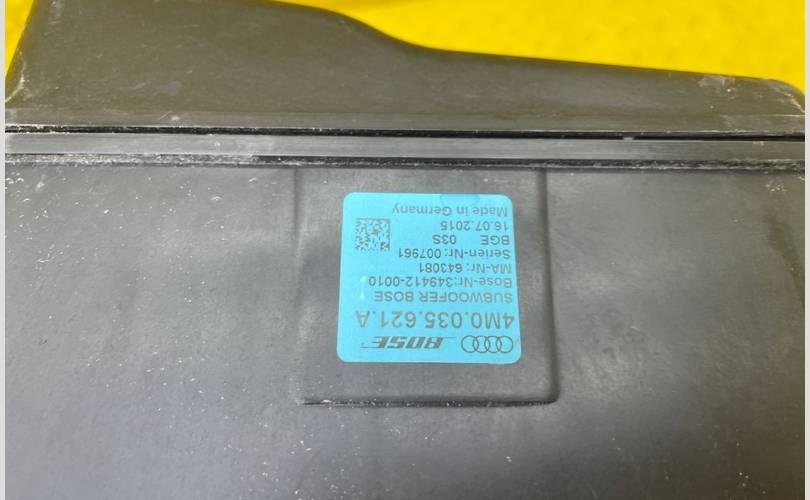 BOSE
4M0.035.621.A
SUBWOOFER BOSE
Bose-Nr:349412-0010
MA-Nr: 643081
Serien-Nr: 007961
BGE 03S
16.07.2015
Made in Germany